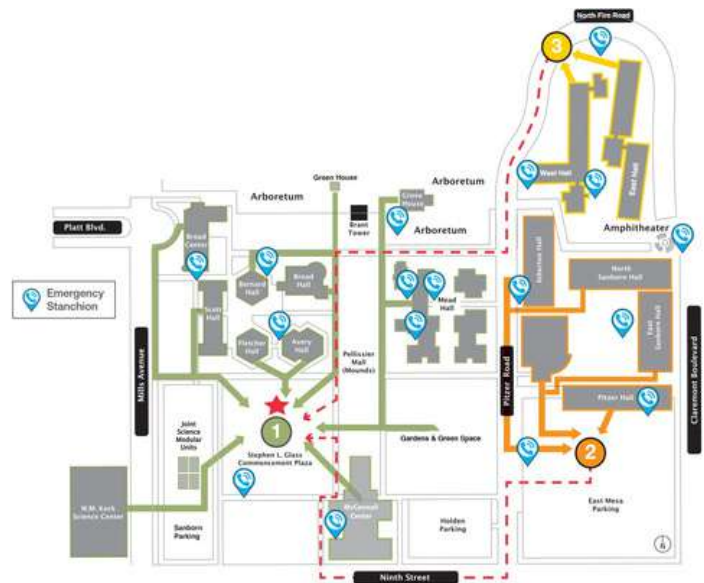 North Fire Road
3
West Hall
East Hall
Green House
Arboretum
Grove
House
Arboretum
Arboretum
Brant
Tower
Platt Blvd.
Broad
Center
Amphitheater
Emergency
Stanchion
Bernard
Hall
Broad
Hall
Mead
Hall
Atherton Hall
North
Sanborn Hall
East
Sanborn Hall
Scott
Hall
Fletcher
Hall
Avery
Hall
Mills Avenue
Pellissier
Mall
(Mounds)
Pitzer Road
Claremont Boulevard
Pitzer Hall
1
Stephen L. Glass
Commencement Plaza
Gardens & Green Space
2
Joint
Science
Modular
Units
W.M. Keck
Science Center
Sanborn
Parking
McConnell
Center
Holden
Parking
East Mesa
Parking
Ninth Street